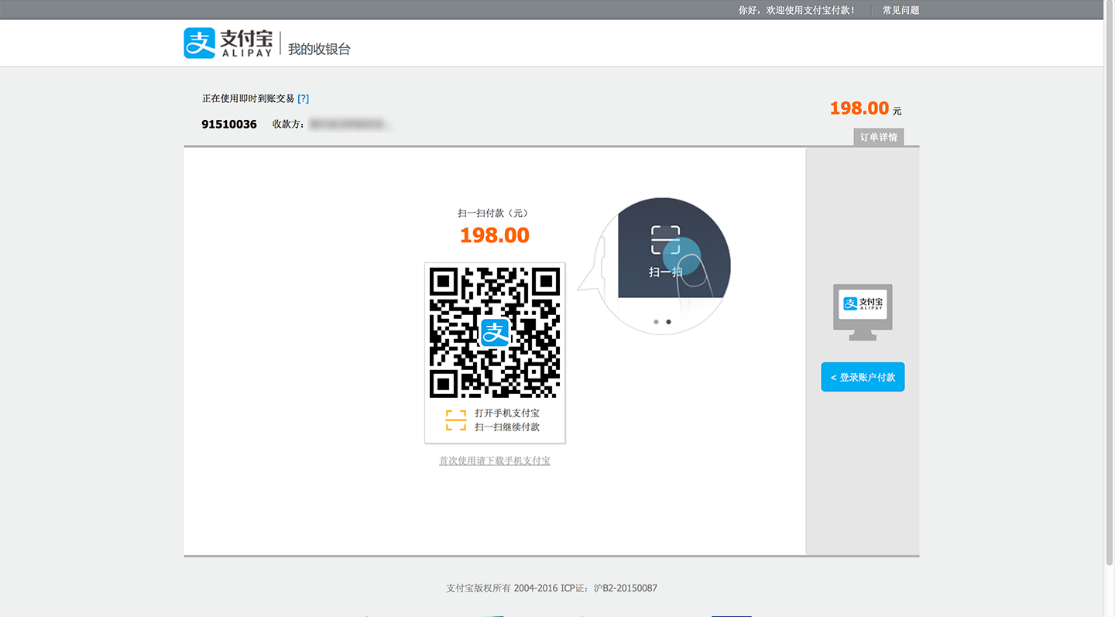 你好，欢迎使用支付宝付款！ 常见问题
支付宝 ALIPAY 我的收银台
正在使用即时到账交易 [?]
198.00 元
91510036 收款方：
订单详情
扫一扫付款（元）
198.00
扫一扫
支
支付宝 ALIPAY
< 登录账户付款
打开手机支付宝
扫一扫继续付款
首次使用请下载手机支付宝
支付宝版权所有 2004-2016 ICP证：沪B2-20150087